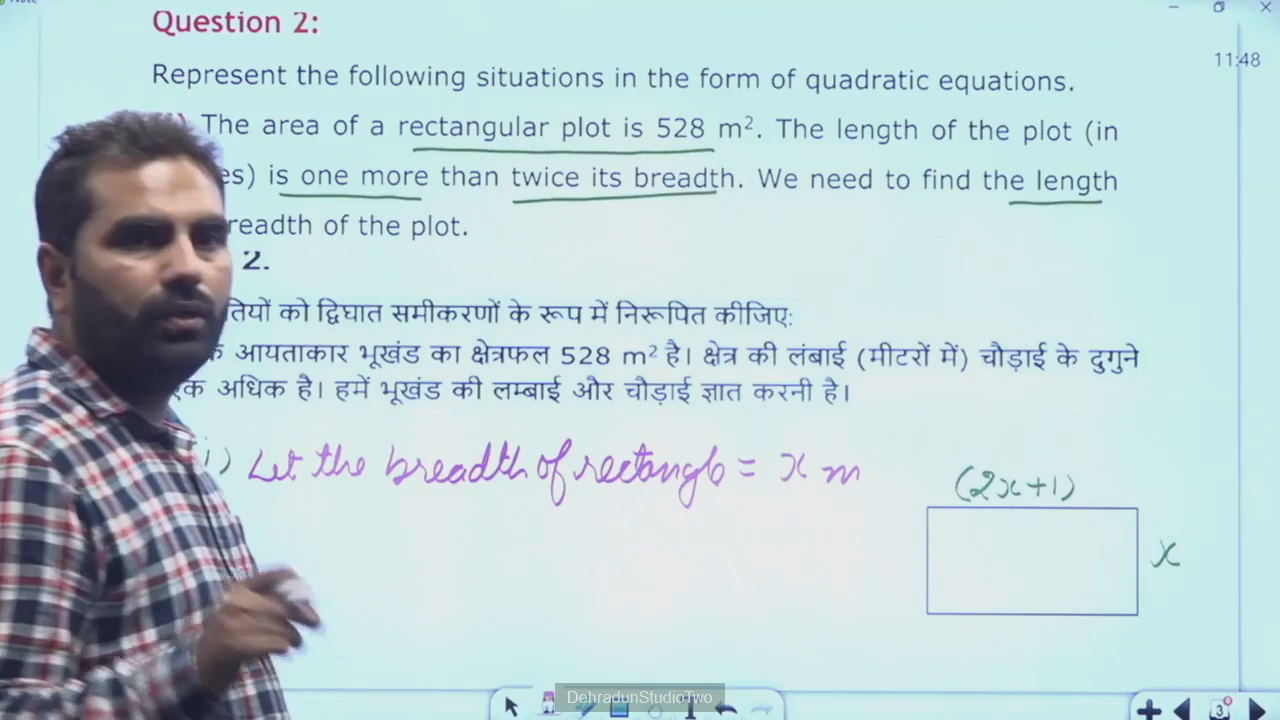 Question 2:
11:48
Represent the following situations in the form of quadratic equations.
The area of a rectangular plot is 528 m². The length of the plot (in
es) is one more than twice its breadth. We need to find the length
readth of the plot.
2.
तियों को द्विघात समीकरणों के रूप में निरूपित कीजिए:
क आयताकार भूखंड का क्षेत्रफल 528 m² है। क्षेत्र की लंबाई (मीटरों में) चौड़ाई के दुगुने
एक अधिक है। हमें भूखंड की लम्बाई और चौड़ाई ज्ञात करनी है।
i) Let the breadth of rectangle = x m
(2x+1)
x
DehradunStudioTwo
3